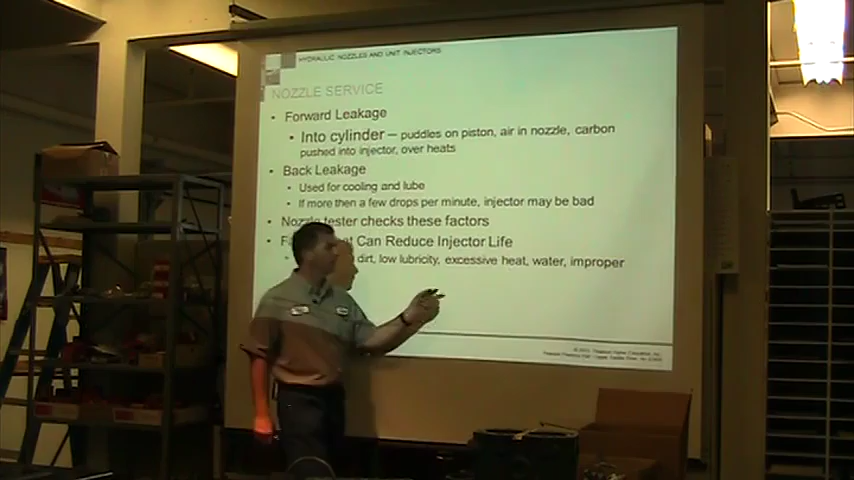 HYDRAULIC NOZZLES AND UNIT INJECTORS
NOZZLE SERVICE
• Forward Leakage
• Into cylinder – puddles on piston, air in nozzle, carbon
pushed into injector, over heats
• Back Leakage
• Used for cooling and lube
• If more then a few drops per minute, injector may be bad
• Nozzle tester checks these factors
• Can Reduce Injector Life
• dirt, low lubricity, excessive heat, water, improper